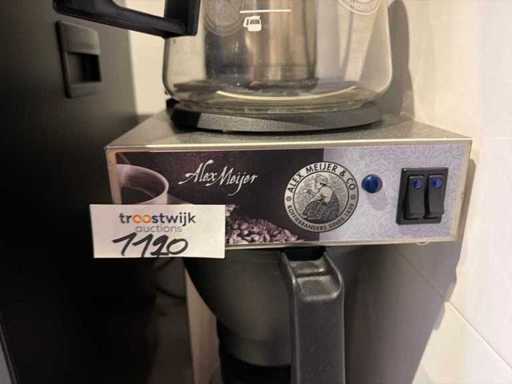 Alex Meijer
ALEX MEIJER & CO
troostwijk
auctions
1120